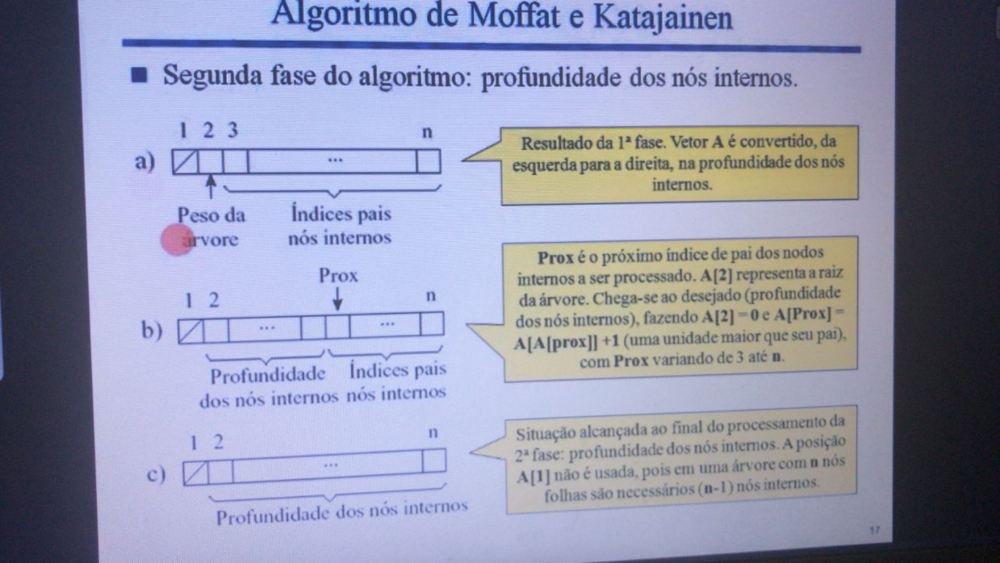 Algoritmo de Moffat e Katajainen
Segunda fase do algoritmo: profundidade dos nós internos.
1 2 3 n
a) ...
Peso da
árvore
Índices pais
nós internos
Resultado da 1ª fase. Vetor A é convertido, da
esquerda para a direita, na profundidade dos nós
internos.
Prox
1 2 n
b) ... ...
Profundidade
dos nós internos
Índices pais
nós internos
Prox é o próximo índice de pai dos nodos
internos a ser processado. A[2] representa a raiz
da árvore. Chega-se ao desejado (profundidade
dos nós internos), fazendo A[2] = 0 e A[Prox] =
A[A[prox]] +1 (uma unidade maior que seu pai),
com Prox variando de 3 até n.
1 2 n
c) ...
Profundidade dos nós internos
Situação alcançada ao final do processamento da
2ª fase: profundidade dos nós internos. A posição
A[1] não é usada, pois em uma árvore com n nós
folhas são necessários (n-1) nós internos.
17